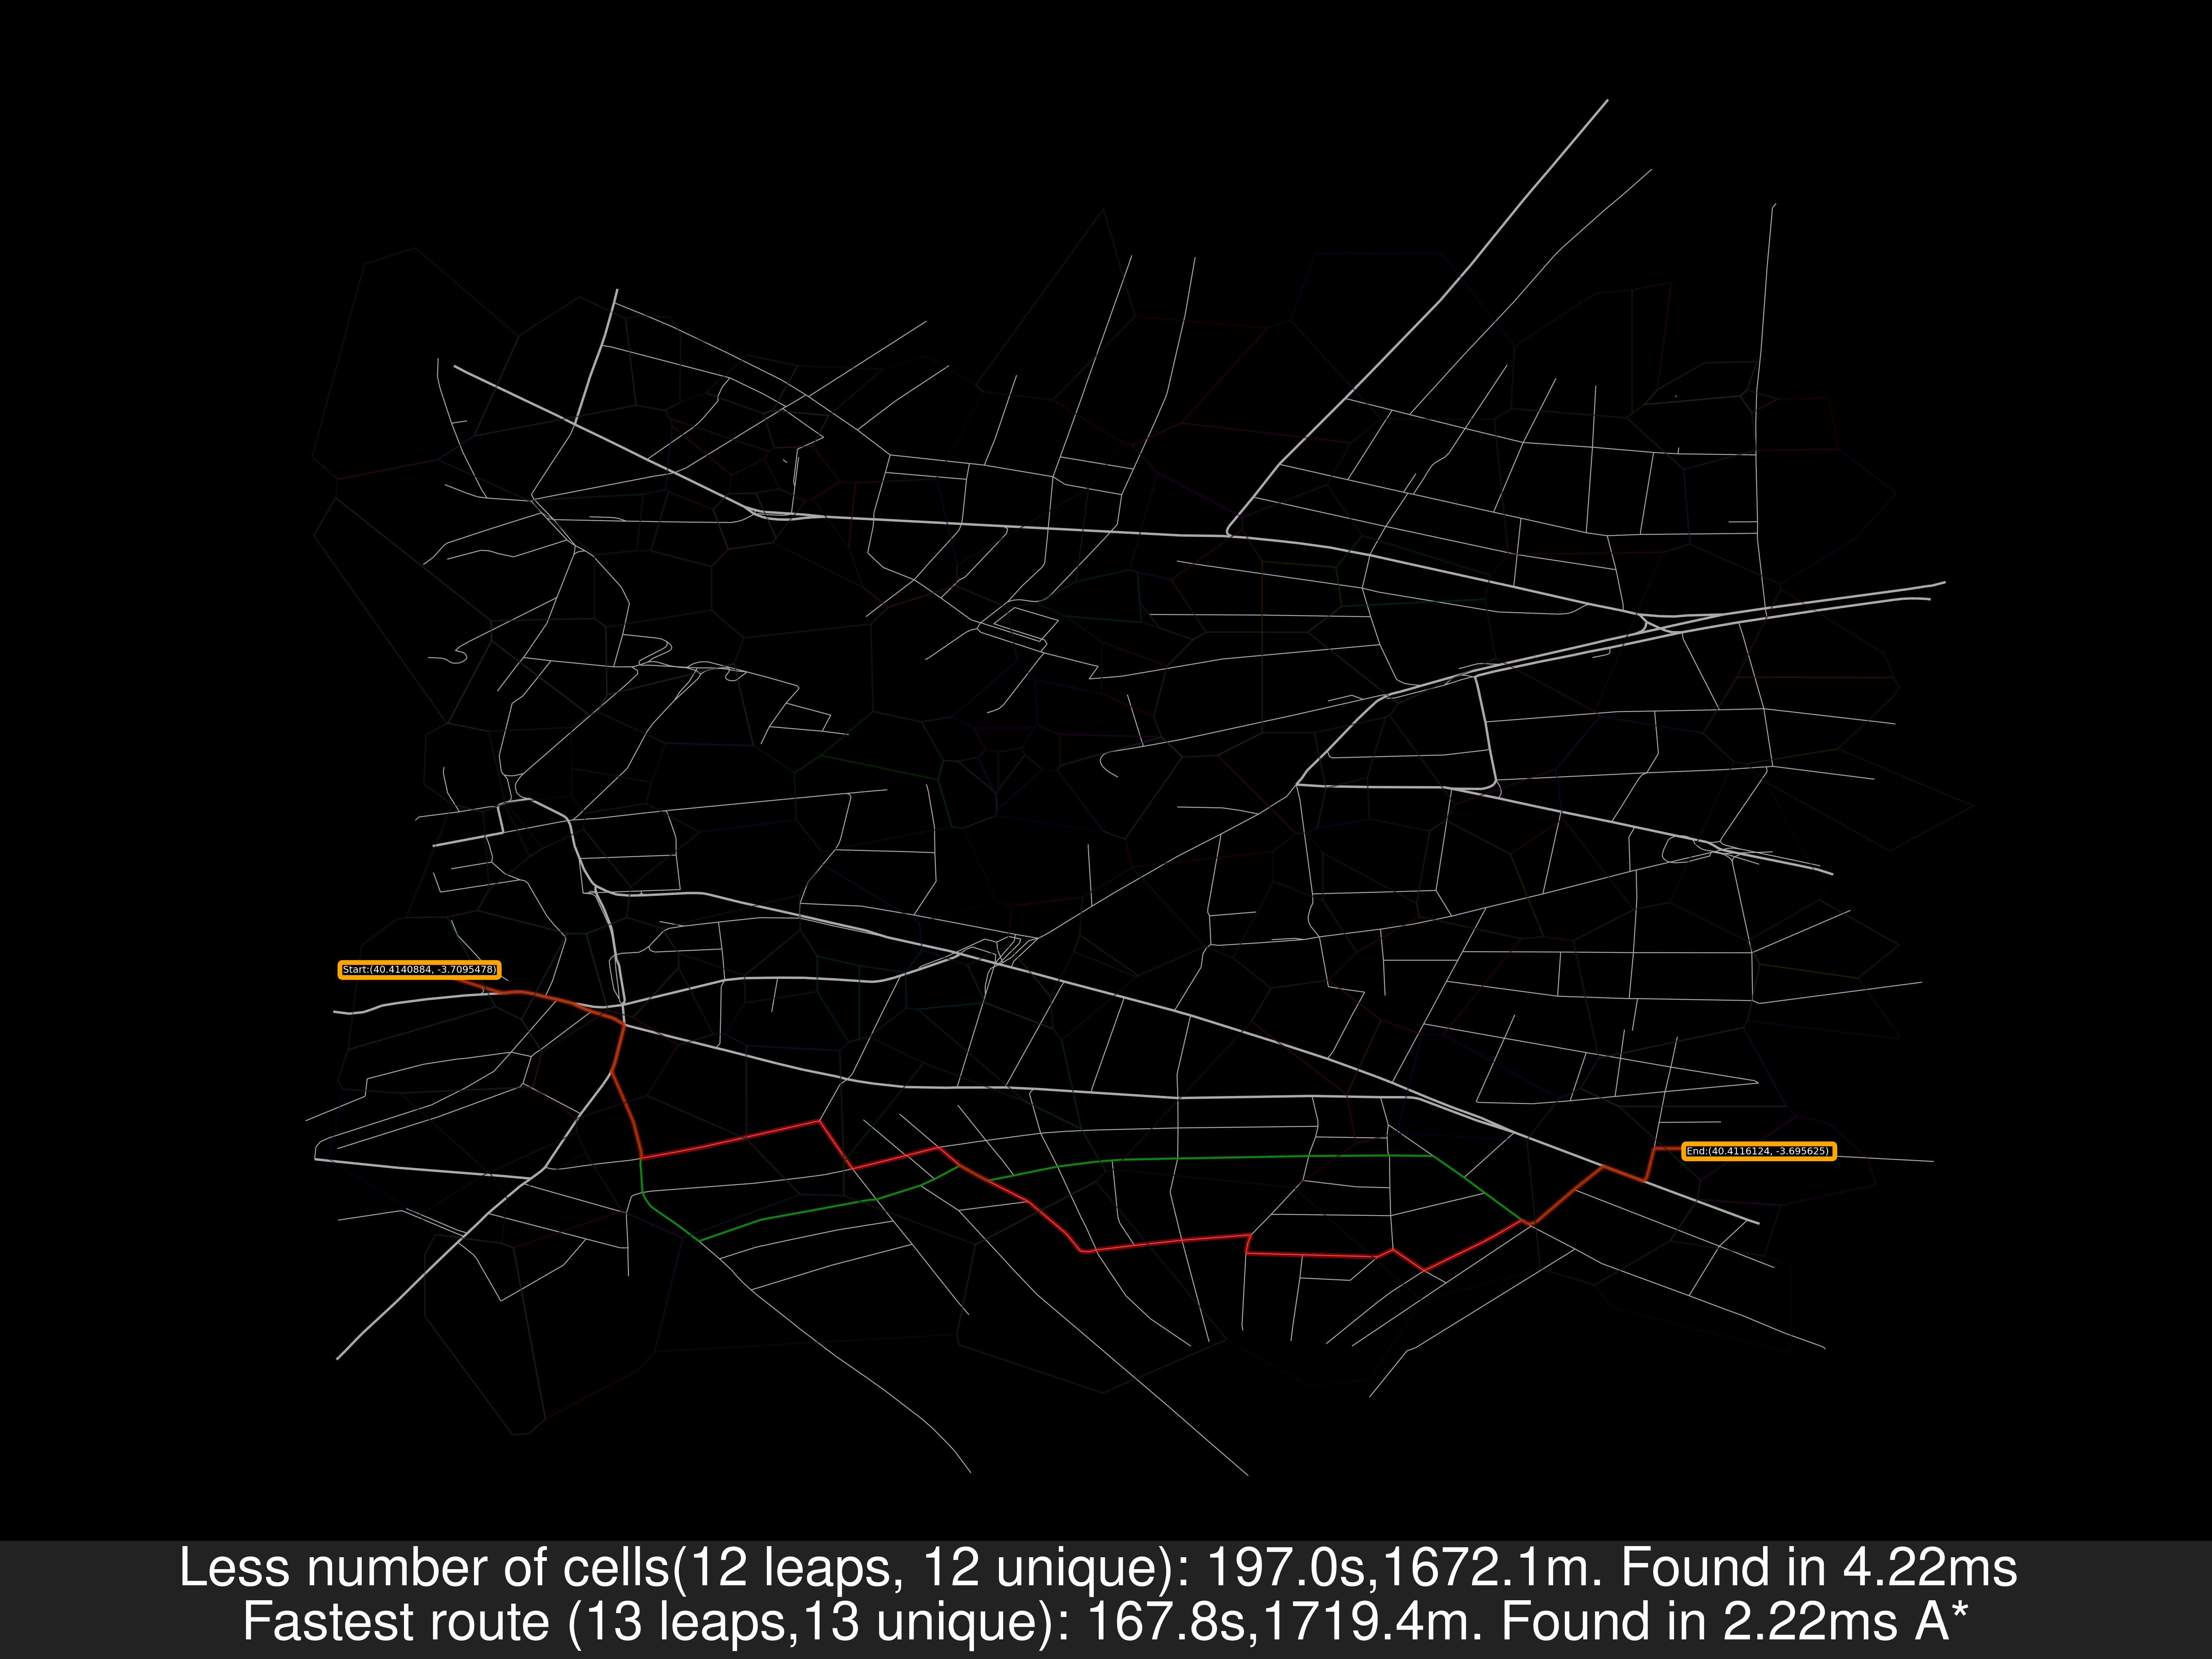 Start:(40.4140884, -3.7095478)
End:(40.4116124, -3.695625)
Less number of cells(12 leaps, 12 unique): 197.0s,1672.1m. Found in 4.22ms
Fastest route (13 leaps,13 unique): 167.8s,1719.4m. Found in 2.22ms A*